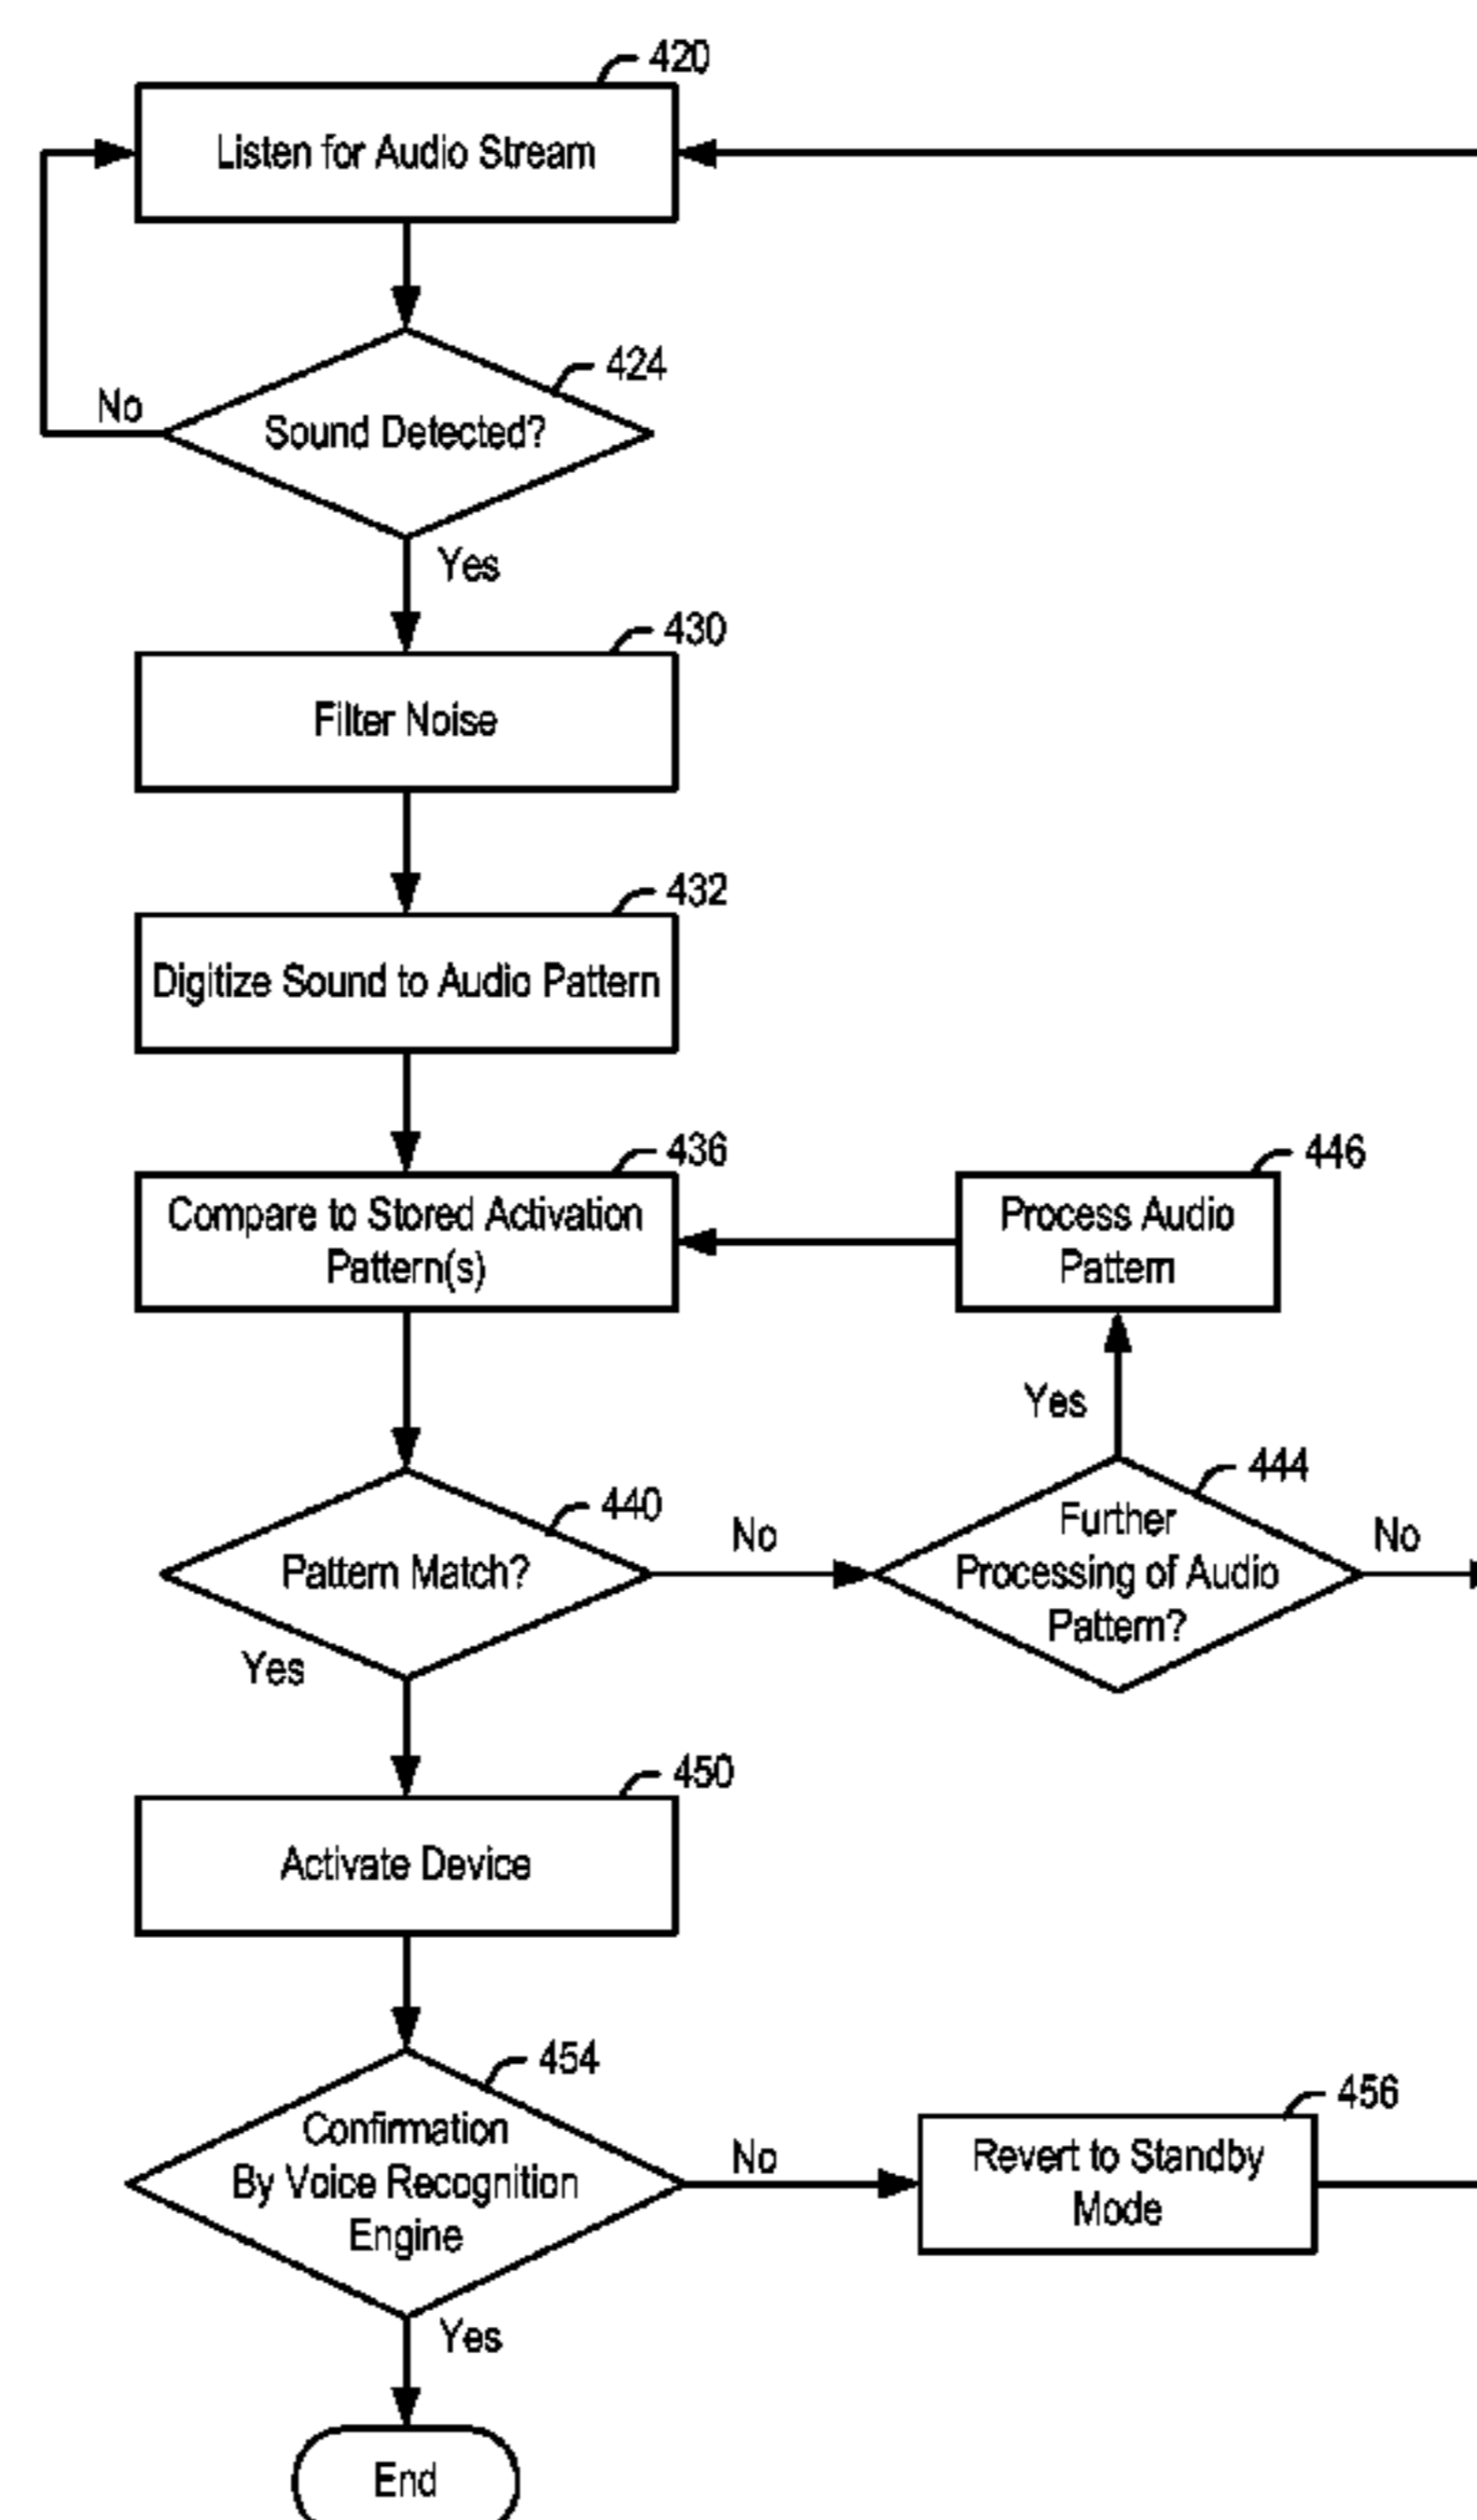 420
Listen for Audio Stream
424
No
Sound Detected?
Yes
430
Filter Noise
432
Digitize Sound to Audio Pattern
436
Compare to Stored Activation
Pattern(s)
446
Process Audio
Pattern
Yes
440
Pattern Match?
No
444
Further
Processing of Audio
Pattern?
No
Yes
450
Activate Device
454
Confirmation
By Voice Recognition
Engine
No
456
Revert to Standby
Mode
Yes
End